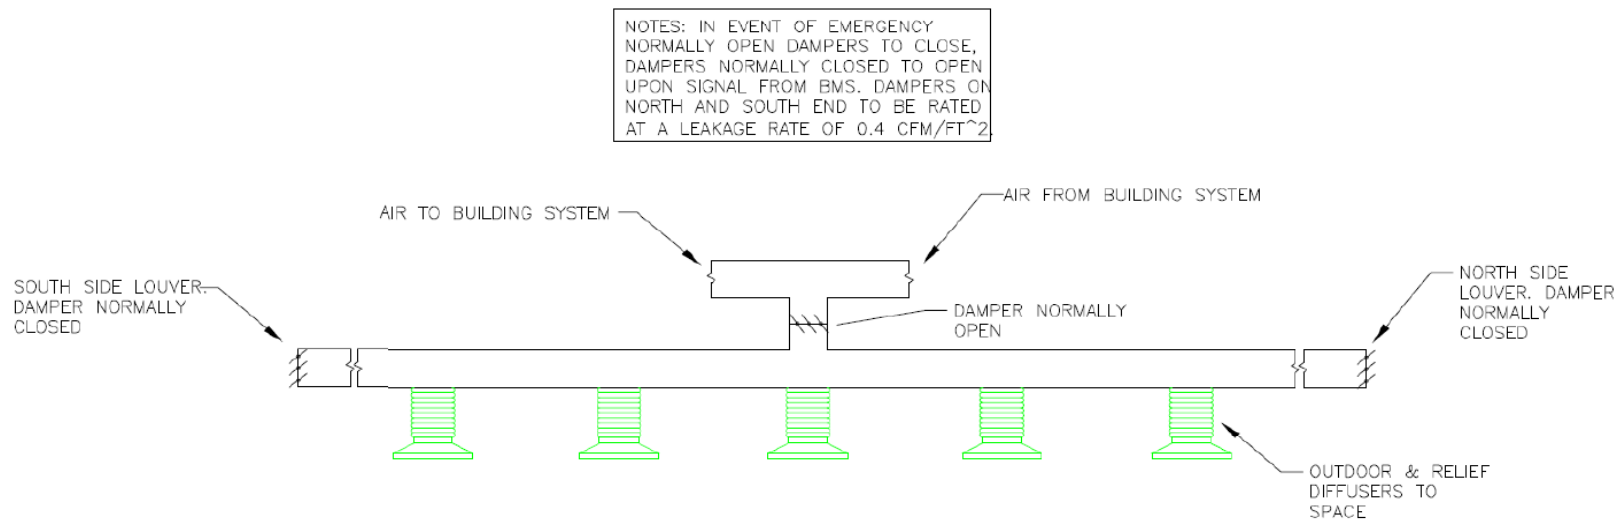 NOTES: IN EVENT OF EMERGENCY
NORMALLY OPEN DAMPERS TO CLOSE,
DAMPERS NORMALLY CLOSED TO OPEN
UPON SIGNAL FROM BMS. DAMPERS ON
NORTH AND SOUTH END TO BE RATED
AT A LEAKAGE RATE OF 0.4 CFM/FT^2.
AIR TO BUILDING SYSTEM
AIR FROM BUILDING SYSTEM
SOUTH SIDE LOUVER.
DAMPER NORMALLY
CLOSED
DAMPER NORMALLY
OPEN
NORTH SIDE
LOUVER. DAMPER
NORMALLY
CLOSED
OUTDOOR & RELIEF
DIFFUSERS TO
SPACE